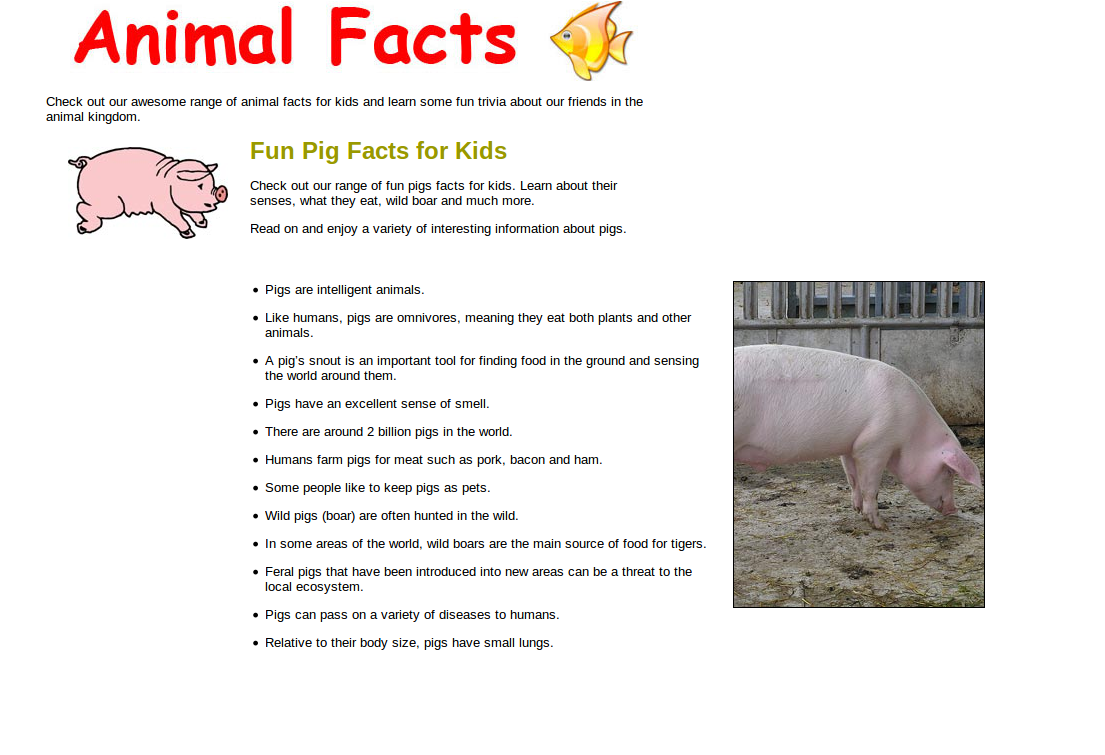 Animal Facts
Check out our awesome range of animal facts for kids and learn some fun trivia about our friends in the
animal kingdom.
Fun Pig Facts for Kids
Check out our range of fun pigs facts for kids. Learn about their
senses, what they eat, wild boar and much more.
Read on and enjoy a variety of interesting information about pigs.
• Pigs are intelligent animals.
• Like humans, pigs are omnivores, meaning they eat both plants and other
animals.
• A pig’s snout is an important tool for finding food in the ground and sensing
the world around them.
• Pigs have an excellent sense of smell.
• There are around 2 billion pigs in the world.
• Humans farm pigs for meat such as pork, bacon and ham.
• Some people like to keep pigs as pets.
• Wild pigs (boar) are often hunted in the wild.
• In some areas of the world, wild boars are the main source of food for tigers.
• Feral pigs that have been introduced into new areas can be a threat to the
local ecosystem.
• Pigs can pass on a variety of diseases to humans.
• Relative to their body size, pigs have small lungs.